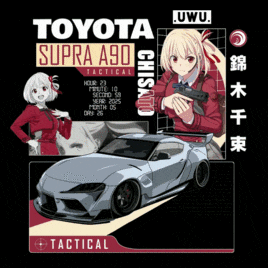 TOYOTA
.UWU.
SUPRA A90
TACTICAL
CHISATO
錦木千束
HOUR: 23
MINUTE: 10
SECOND: 59
YEAR: 2025
MONTH: 05
DAY: 26
TACTICAL